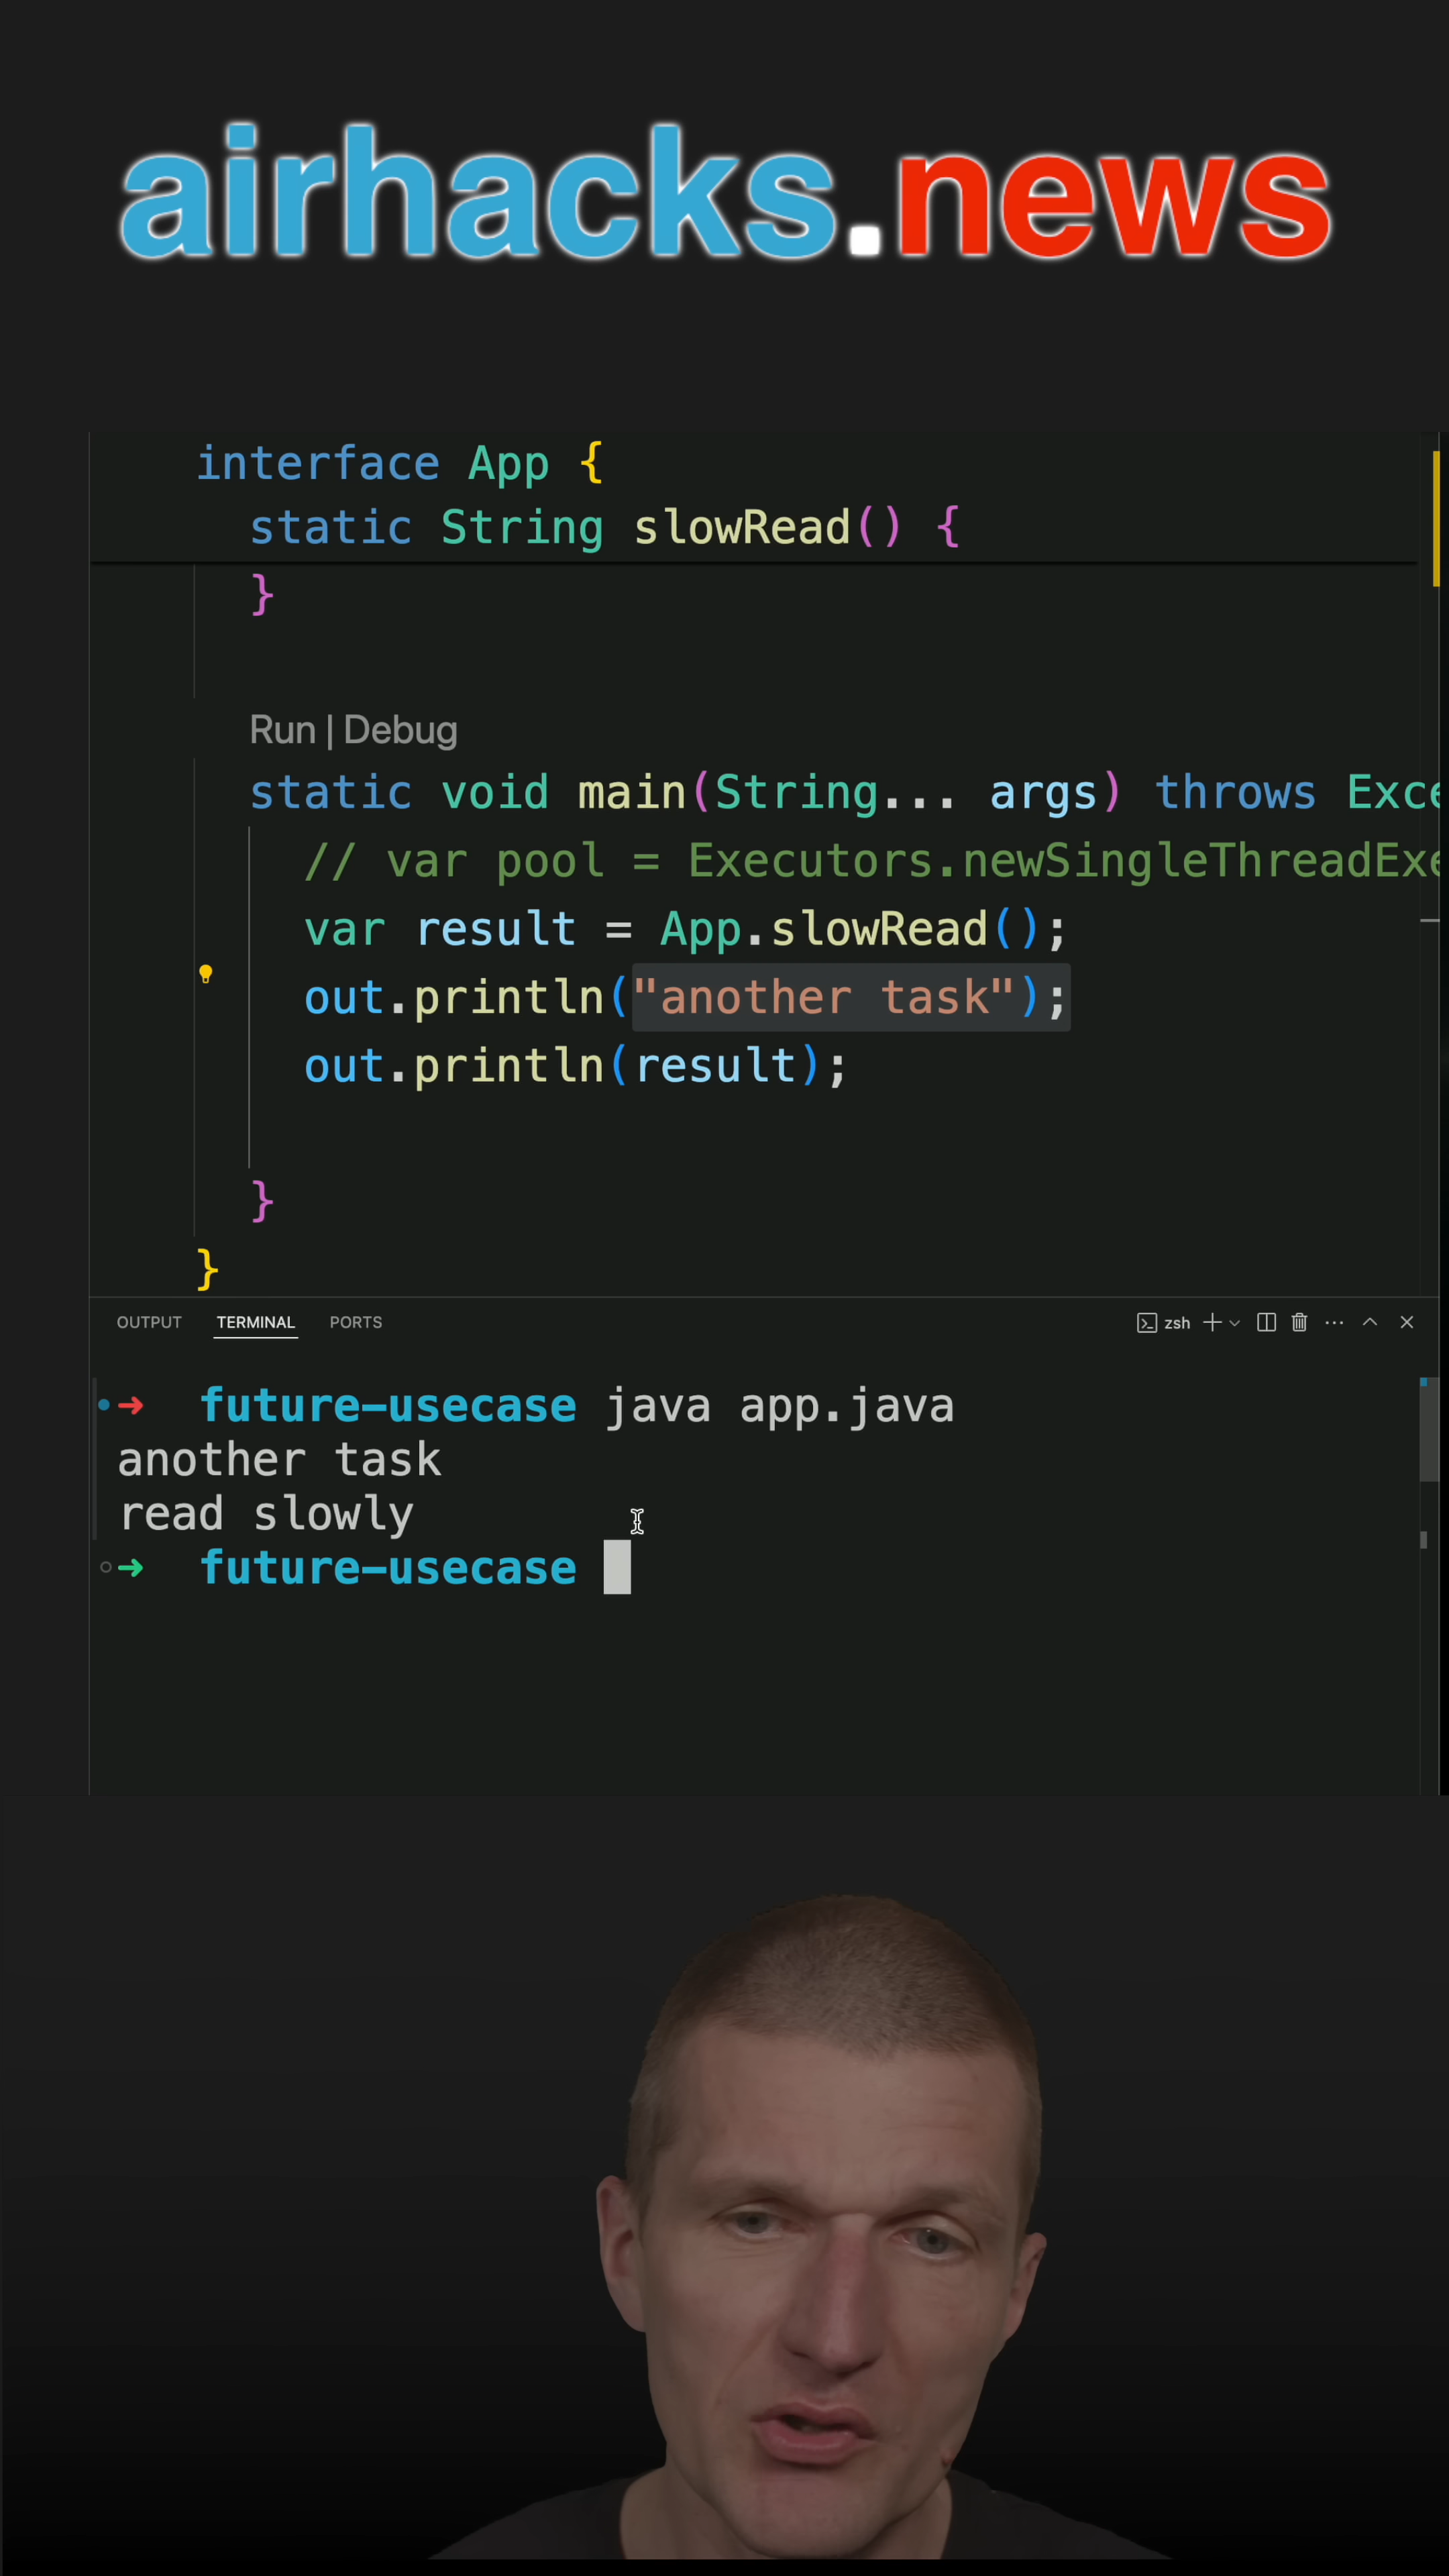 airhacks.news
interface App {
static String slowRead() {
}
Run | Debug
static void main(String... args) throws Exce
// var pool = Executors.newSingleThreadExe
var result = App.slowRead();
out.println("another task");
out.println(result);
}
}
OUTPUT TERMINAL PORTS zsh
future-usecase java app.java
another task
read slowly
future-usecase